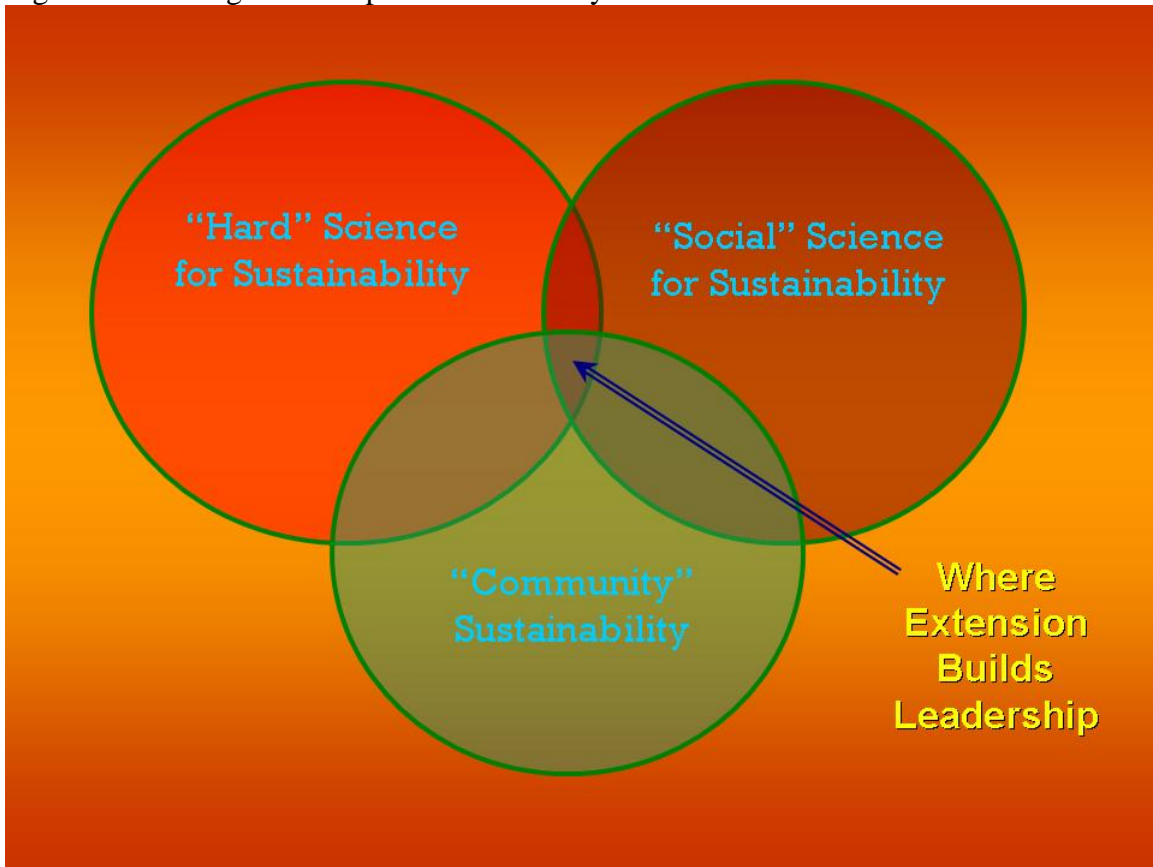 “Hard” Science
for Sustainability
“Social” Science
for Sustainability
“Community”
Sustainability
Where
Extension
Builds
Leadership